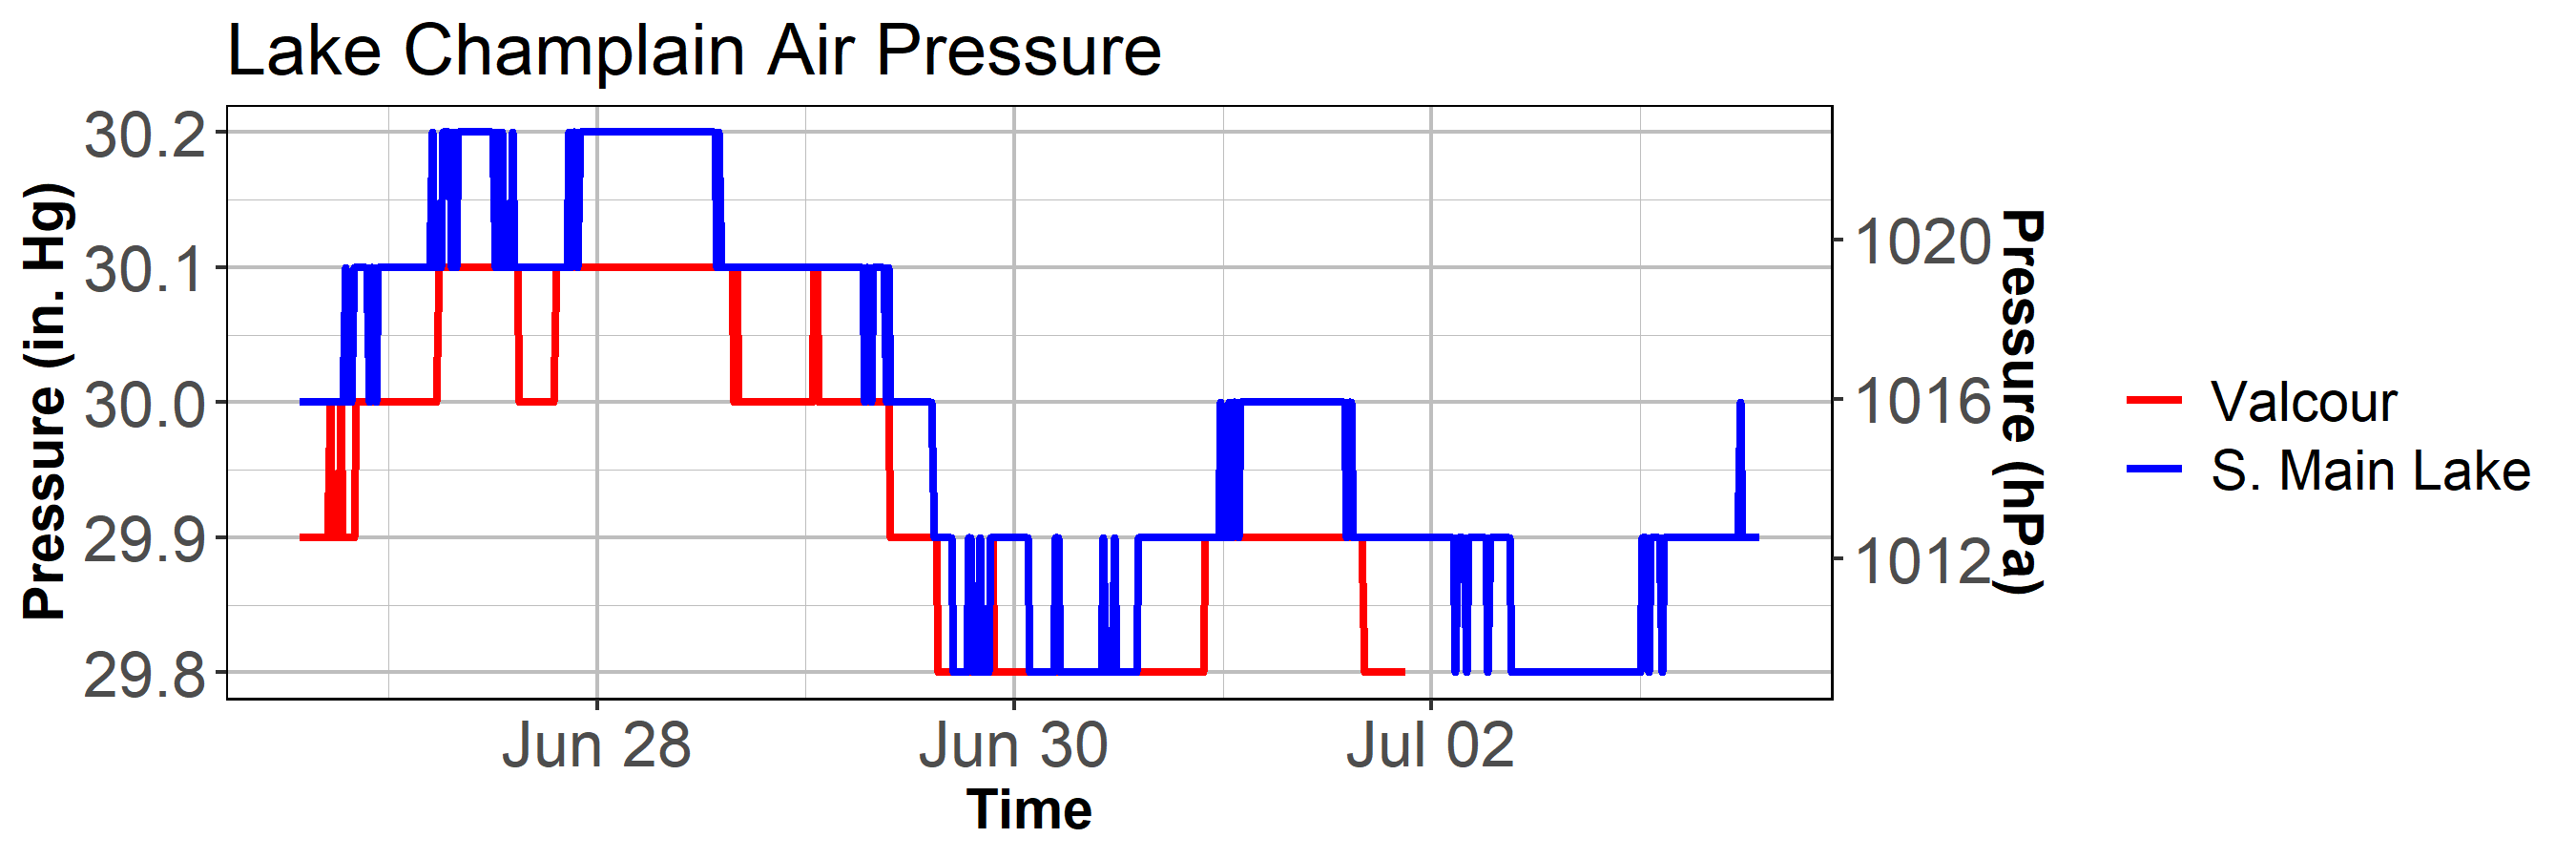 Lake Champlain Air Pressure
Pressure (in. Hg)
30.2
30.1
30.0
29.9
29.8
1020
1016
1012
Pressure (hPa)
Jun 28
Jun 30
Jul 02
Time
Valcour
S. Main Lake